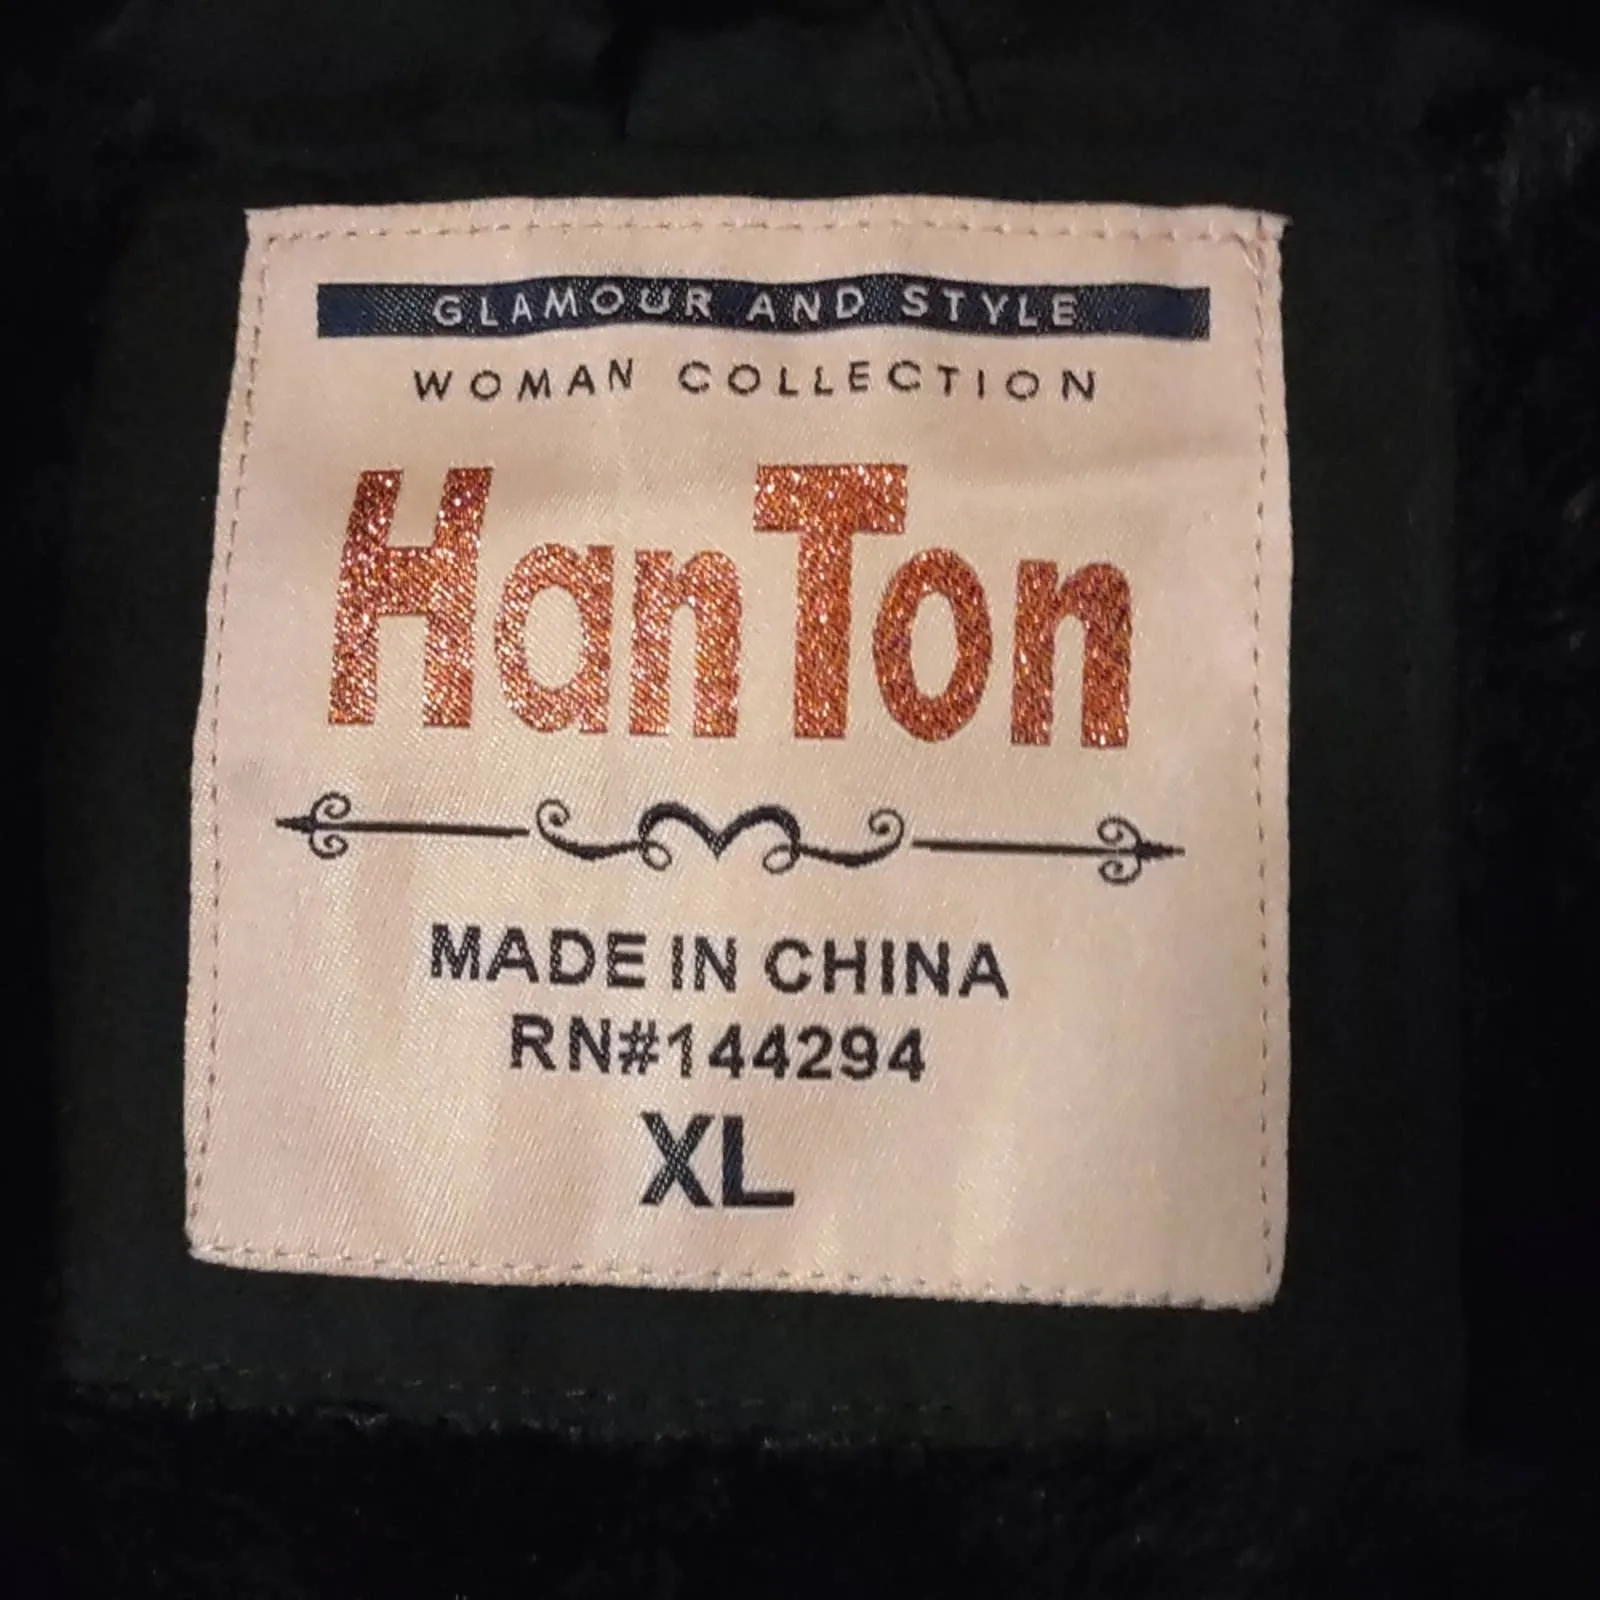 GLAMOUR AND STYLE
WOMAN COLLECTION
HanTon
MADE IN CHINA
RN#144294
XL